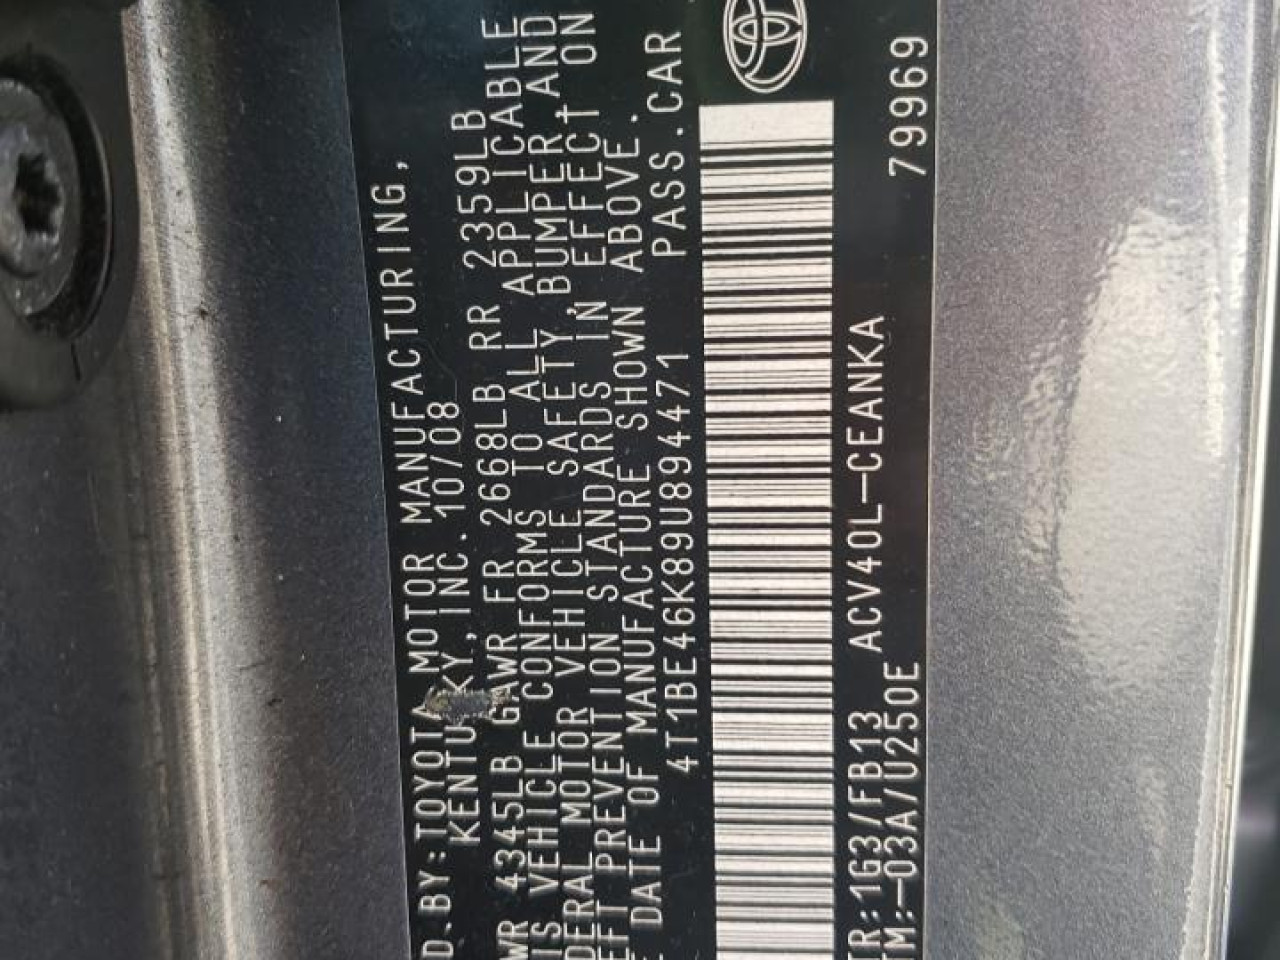 D.BY:TOYOTA MOTOR MANUFACTURING,
KENTUCKY,INC. 10/08
WR 4345LB GAWR FR 2668LB RR 2359LB
IS VEHICLE CONFORMS TO ALL APPLICABLE
DERAL MOTOR VEHICLE SAFETY,BUMPER,AND
EFT PREVENTION STANDARDS IN EFFECT ON
E DATE OF MANUFACTURE SHOWN ABOVE.
4T1BE46K89U894471 PASS.CAR
TR:1G3/FB13 ACV40L-CEANKA
TM:-03A/U250E 79969